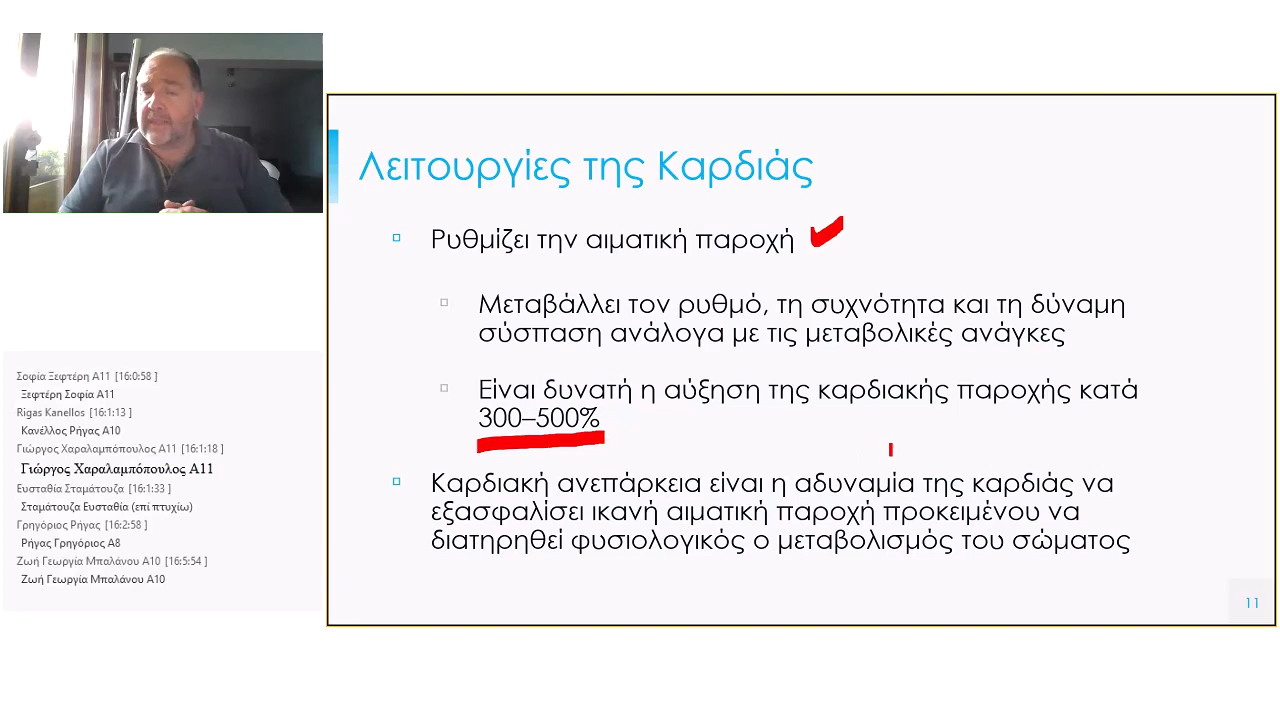 Λειτουργίες της Καρδιάς
Ρυθμίζει την αιματική παροχή
Μεταβάλλει τον ρυθμό, τη συχνότητα και τη δύναμη
σύσπαση ανάλογα με τις μεταβολικές ανάγκες
Είναι δυνατή η αύξηση της καρδιακής παροχής κατά
300–500%
Καρδιακή ανεπάρκεια είναι η αδυναμία της καρδιάς να
εξασφαλίσει ικανή αιματική παροχή προκειμένου να
διατηρηθεί φυσιολογικός ο μεταβολισμός του σώματος
11
Σοφία Ξεφτέρη Α11 [16:0:58 ]
Ξεφτέρη Σοφία Α11
Rigas Kanellos [16:1:13 ]
Κανέλλος Ρήγας Α10
Γιώργος Χαραλαμπόπουλος Α11 [16:1:18 ]
Γιώργος Χαραλαμπόπουλος Α11
Ευσταθία Σταμάτουζα [16:1:33 ]
Σταμάτουζα Ευσταθία (επί πτυχίω)
Γρηγόριος Ρήγας [16:2:58 ]
Ρήγας Γρηγόριος Α8
Ζωή Γεωργία Μπαλάνου Α10 [16:5:54 ]
Ζωή Γεωργία Μπαλάνου Α10